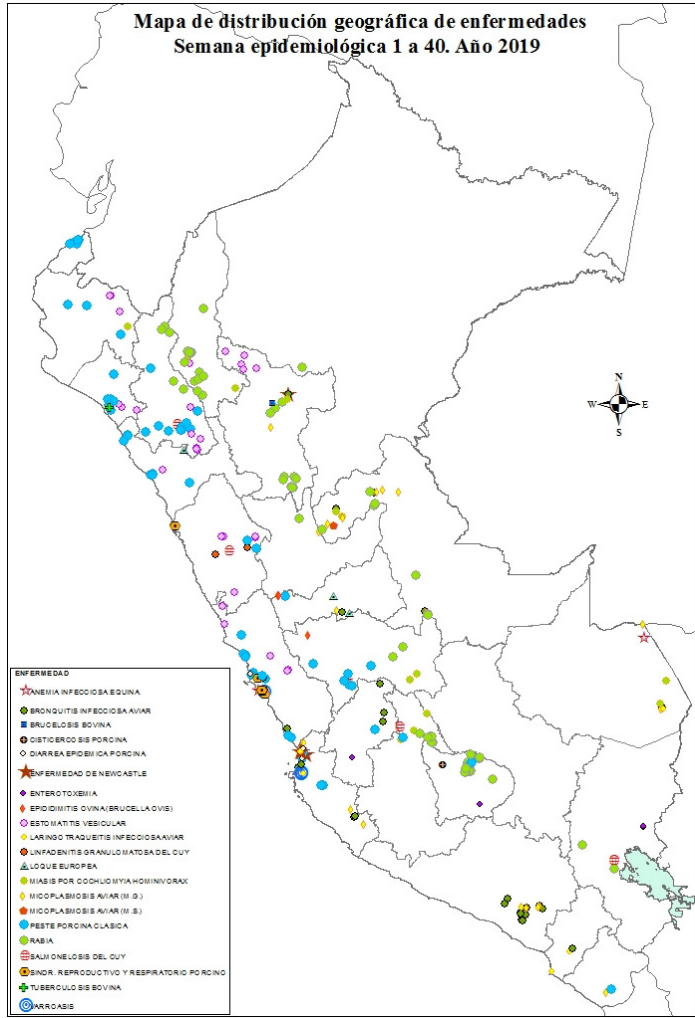 Mapa de distribución geográfica de enfermedades
Semana epidemiológica 1 a 40. Año 2019
N
W E
S
ENFERMEDAD
ANEMIA INFECCIOSA EQUINA
BRONQUITIS INFECCIOSA AVIAR
BRUCELOSIS BOVINA
CISTICERCOSIS PORCINA
DIARREA EPIDEMICA PORCINA
ENFERMEDAD DE NEWCASTLE
ENTEROTOXEMIA
EPIDIDIMITIS OVINA (BRUCELLA OVIS)
ESTOMATITIS VESICULAR
LARINGO TRAQUEITIS INFECCIOSA AVIAR
LINFADENITIS GRANULOMATOSA DEL CUY
LOQUE EUROPEA
MIASIS POR COCHLIOMYIA HOMINIVORAX
MICOPLASMOSIS AVIAR (M.G.)
MICOPLASMOSIS AVIAR (M.S.)
PESTE PORCINA CLASICA
RABIA
SALMONELOSIS DEL CUY
SINDR. REPRODUCTIVO Y RESPIRATORIO PORCINO
TUBERCULOSIS BOVINA
VARROASIS